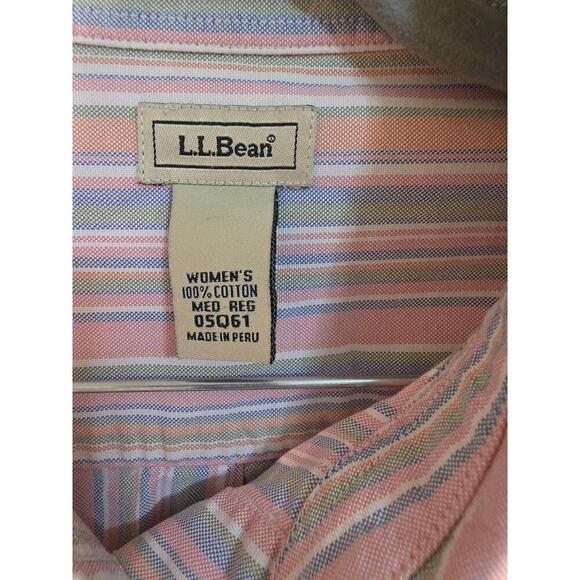 L.L.Bean®
WOMEN'S
100% COTTON
MED REG
05Q61
MADE IN PERU